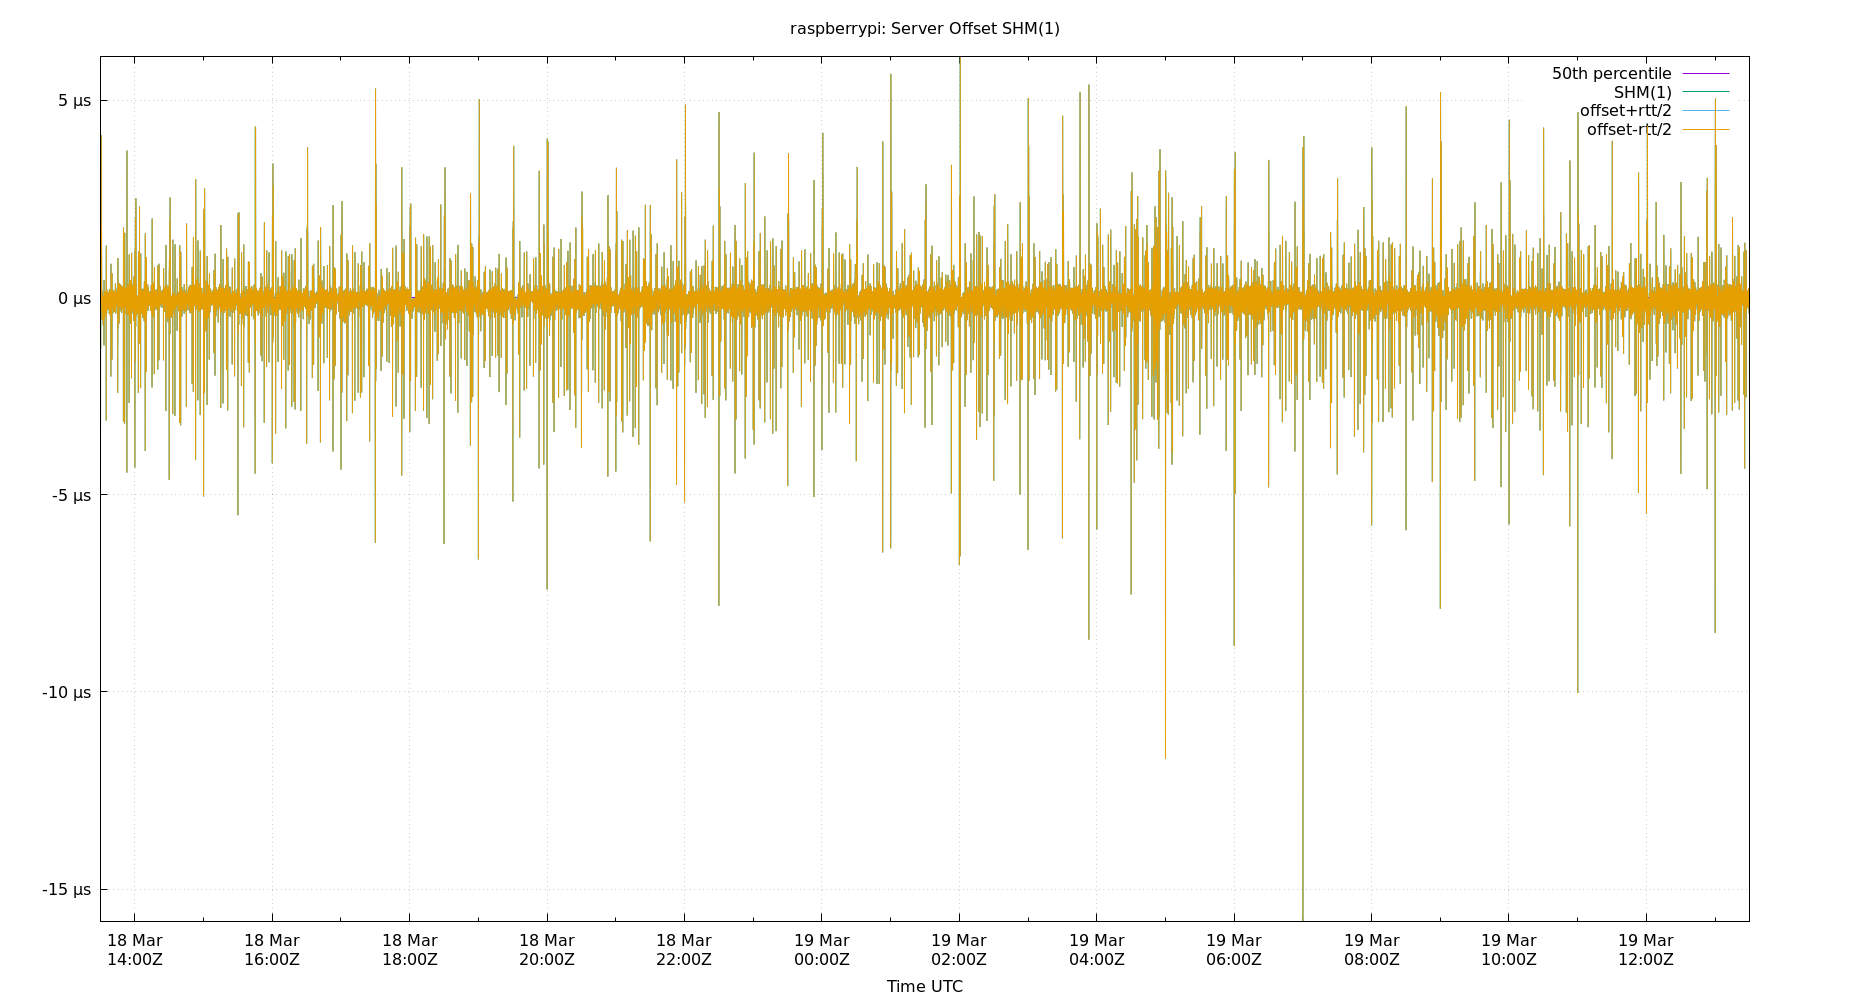 raspberrypi: Server Offset SHM(1)
50th percentile
SHM(1)
offset+rtt/2
offset-rtt/2
5 µs
0 µs
-5 µs
-10 µs
-15 µs
18 Mar 18 Mar 18 Mar 18 Mar 18 Mar 19 Mar 19 Mar 19 Mar 19 Mar 19 Mar 19 Mar 19 Mar
14:00Z 16:00Z 18:00Z 20:00Z 22:00Z 00:00Z 02:00Z 04:00Z 06:00Z 08:00Z 10:00Z 12:00Z
Time UTC